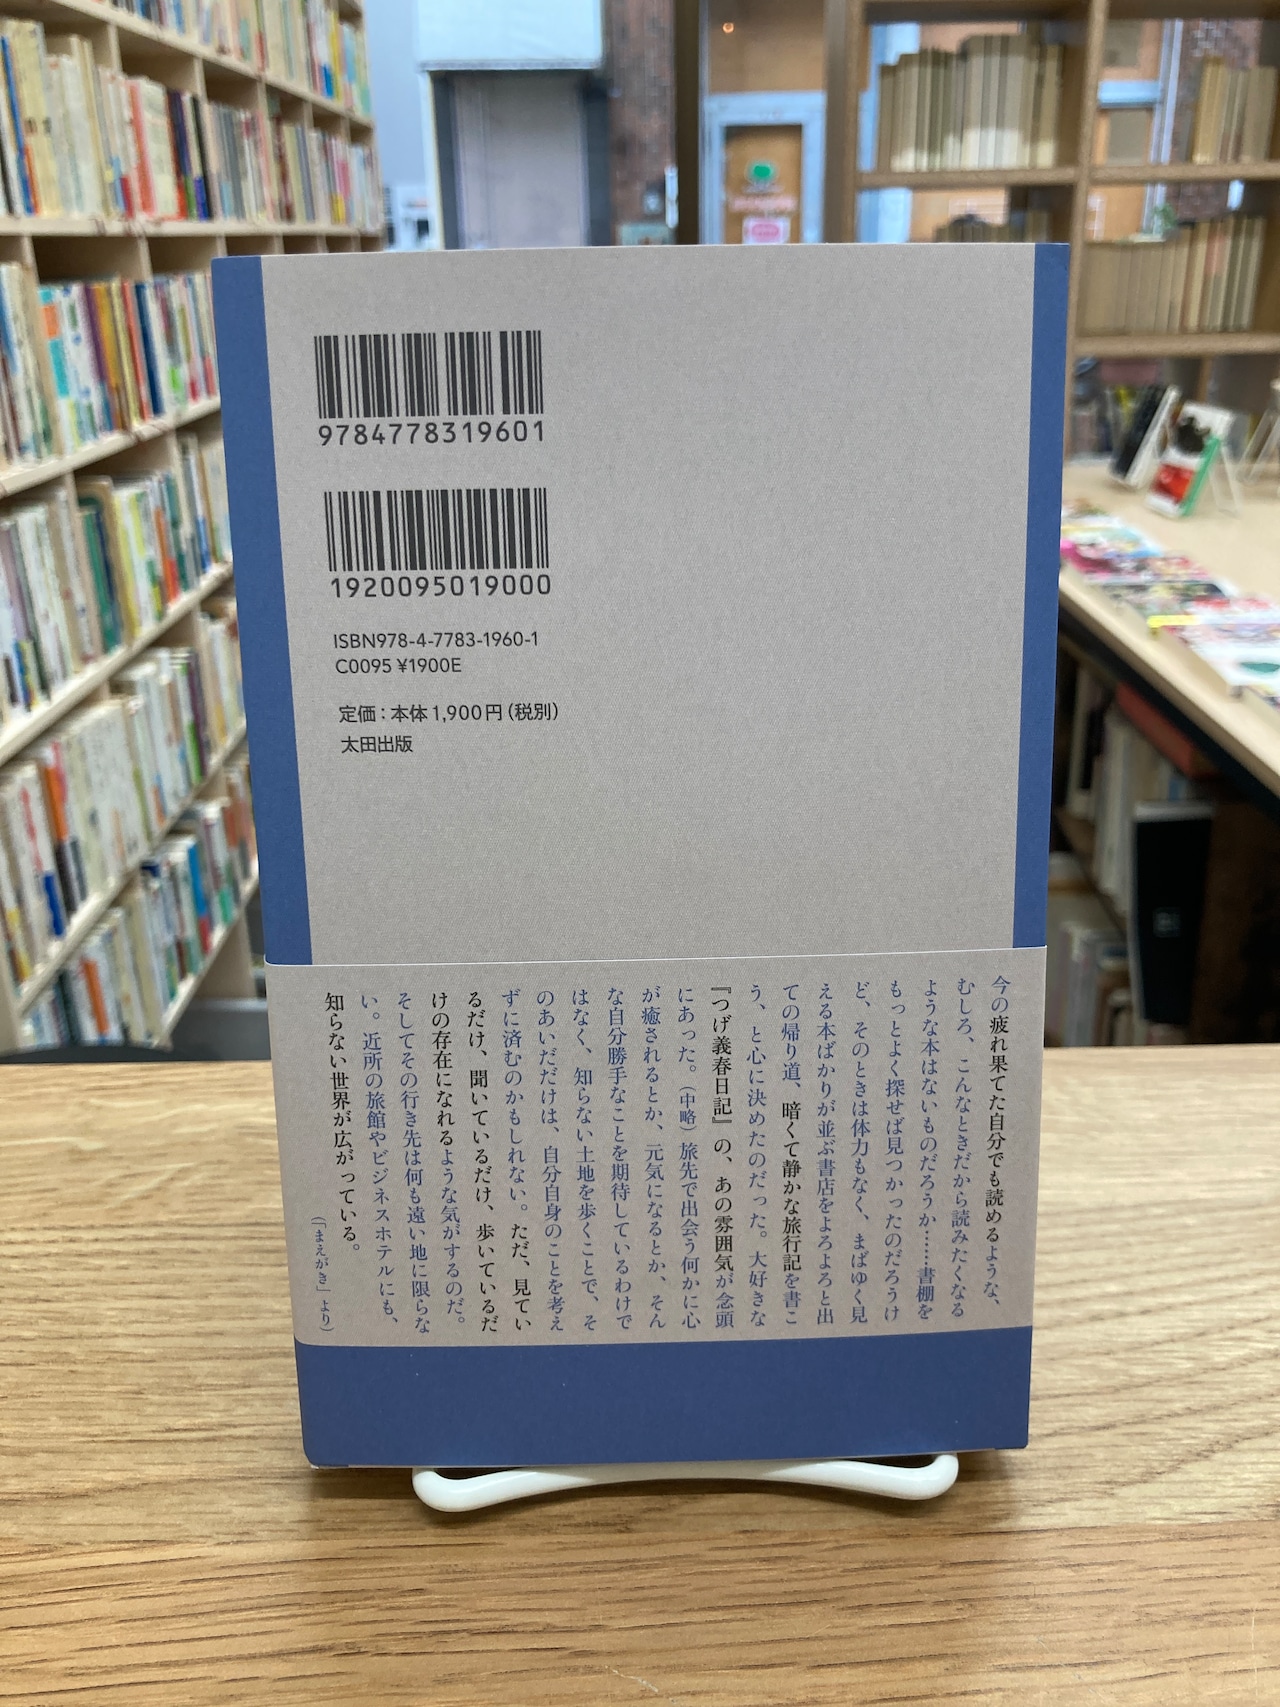 9784778319601
1920095019000
ISBN978-4-7783-1960-1
C0095 ¥1900E
定価：本体1,900円（税別）
太田出版
今の疲れ果てた自分でも読めるような、
むしろ、こんなときだから読みたくなる
ような本はないものだろうか……書棚を
もっとよく探せば見つかったのだろうけ
ど、そのときは体力もなく、まばゆく見
える本ばかりが並ぶ書店をよろよろと出
ての帰り道、暗くて静かな旅行記を書こ
う、と心に決めたのだった。大好きな
『つげ義春日記』の、あの雰囲気が念頭
にあった。（中略）旅先で出会う何かに心
が癒されるとか、元気になるとか、そん
な自分勝手なことを期待しているわけで
はなく、知らない土地を歩くことで、そ
のあいだだけは、自分自身のことを考え
ずに済むのかもしれない。ただ、見てい
るだけ、聞いているだけ、歩いているだ
けの存在になれるような気がするのだ。
そしてその行き先は何も遠い地に限らな
い。近所の旅館やビジネスホテルにも、
知らない世界が広がっている。
（「まえがき」より）